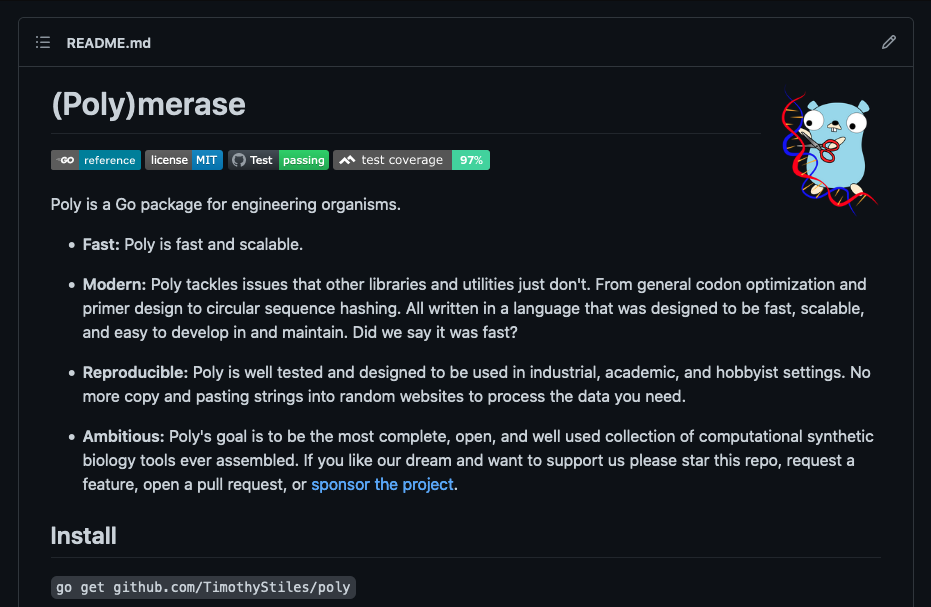 README.md
(Poly)merase
GO reference license MIT Test passing test coverage 97%
Poly is a Go package for engineering organisms.
• Fast: Poly is fast and scalable.
• Modern: Poly tackles issues that other libraries and utilities just don't. From general codon optimization and
primer design to circular sequence hashing. All written in a language that was designed to be fast, scalable,
and easy to develop in and maintain. Did we say it was fast?
• Reproducible: Poly is well tested and designed to be used in industrial, academic, and hobbyist settings. No
more copy and pasting strings into random websites to process the data you need.
• Ambitious: Poly's goal is to be the most complete, open, and well used collection of computational synthetic
biology tools ever assembled. If you like our dream and want to support us please star this repo, request a
feature, open a pull request, or sponsor the project.
Install
go get github.com/TimothyStiles/poly